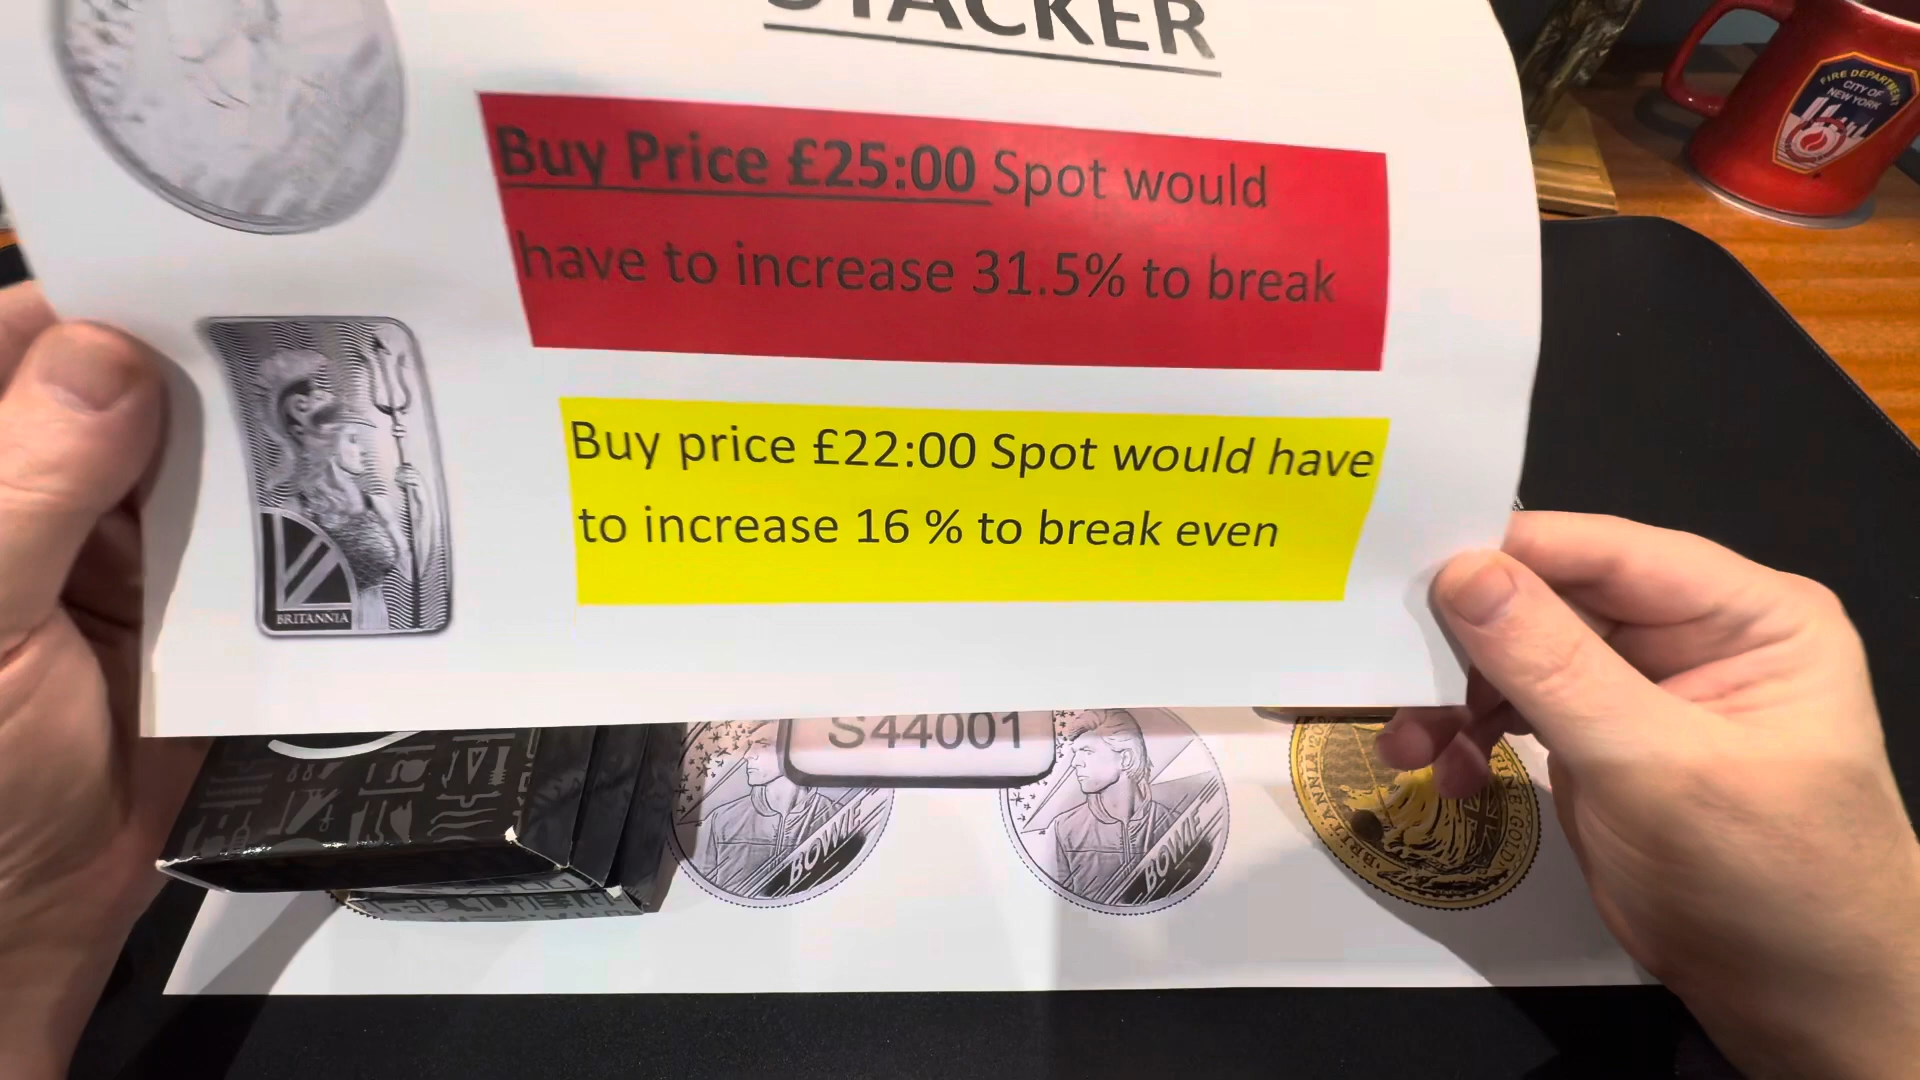 STACKER
Buy Price £25:00 Spot would
have to increase 31.5% to break
Buy price £22:00 Spot would have
to increase 16 % to break even
BRITANNIA
FIRE DEPARTMENT
CITY OF
NEW YORK
S44001
BOWIE
BOWIE